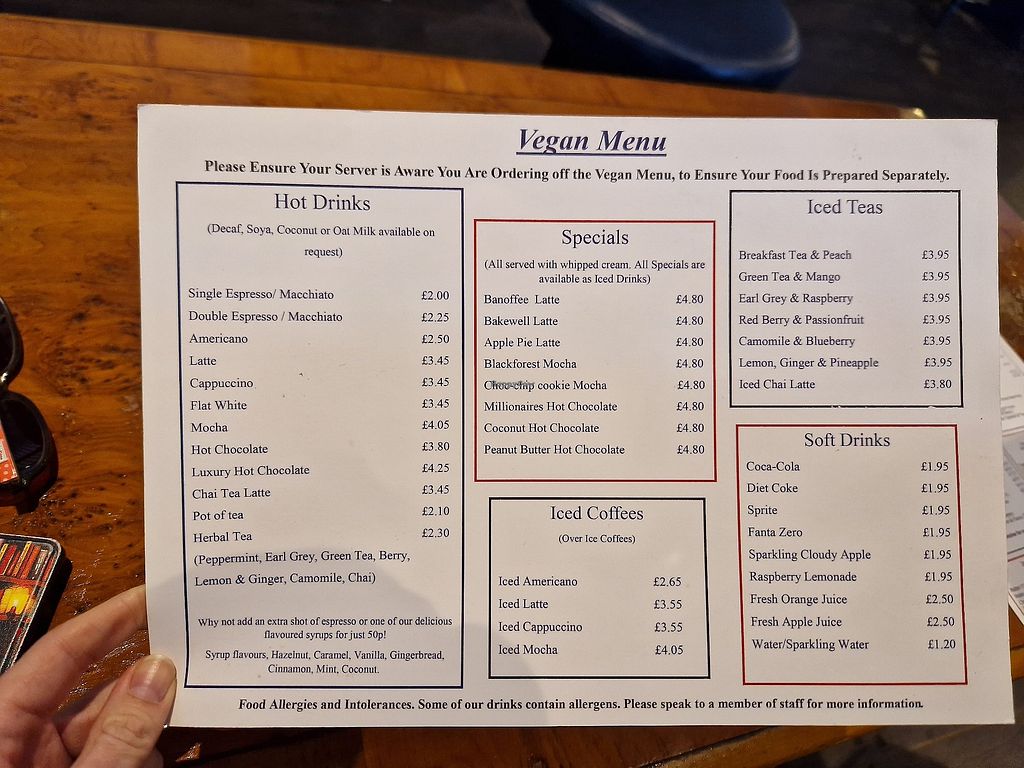 Vegan Menu
Please Ensure Your Server is Aware You Are Ordering off the Vegan Menu, to Ensure Your Food Is Prepared Separately.
Hot Drinks
(Decaf, Soya, Coconut or Oat Milk available on
request)
Single Espresso/ Macchiato £2.00
Double Espresso / Macchiato £2.25
Americano £2.50
Latte £3.45
Cappuccino £3.45
Flat White £3.45
Mocha £4.05
Hot Chocolate £3.80
Luxury Hot Chocolate £4.25
Chai Tea Latte £3.45
Pot of tea £2.10
Herbal Tea £2.30
(Peppermint, Earl Grey, Green Tea, Berry,
Lemon & Ginger, Camomile, Chai)
Why not add an extra shot of espresso or one of our delicious
flavoured syrups for just 50p!
Syrup flavours, Hazelnut, Caramel, Vanilla, Gingerbread,
Cinnamon, Mint, Coconut.
Specials
(All served with whipped cream. All Specials are
available as Iced Drinks)
Banoffee Latte £4.80
Bakewell Latte £4.80
Apple Pie Latte £4.80
Blackforest Mocha £4.80
Choc-chip cookie Mocha £4.80
Millionaires Hot Chocolate £4.80
Coconut Hot Chocolate £4.80
Peanut Butter Hot Chocolate £4.80
Iced Coffees
(Over Ice Coffees)
Iced Americano £2.65
Iced Latte £3.55
Iced Cappuccino £3.55
Iced Mocha £4.05
Iced Teas
Breakfast Tea & Peach £3.95
Green Tea & Mango £3.95
Earl Grey & Raspberry £3.95
Red Berry & Passionfruit £3.95
Camomile & Blueberry £3.95
Lemon, Ginger & Pineapple £3.95
Iced Chai Latte £3.80
Soft Drinks
Coca-Cola £1.95
Diet Coke £1.95
Sprite £1.95
Fanta Zero £1.95
Sparkling Cloudy Apple £1.95
Raspberry Lemonade £1.95
Fresh Orange Juice £2.50
Fresh Apple Juice £2.50
Water/Sparkling Water £1.20
Food Allergies and Intolerances. Some of our drinks contain allergens. Please speak to a member of staff for more information.